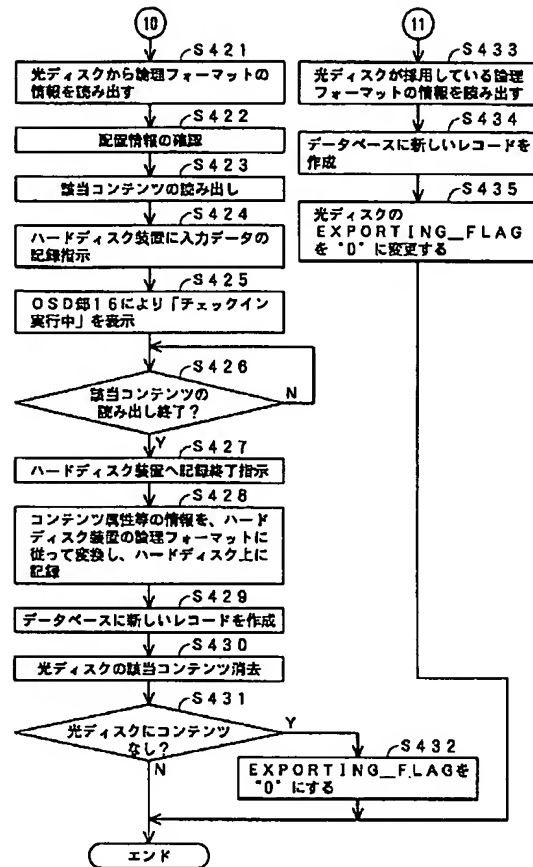 10
S421
光ディスクから論理フォーマットの
情報を読み出す
S422
配置情報の確認
S423
該当コンテンツの読み出し
S424
ハードディスク装置に入力データの
記録指示
S425
OSD部16により「チェックイン
実行中」を表示
S426
該当コンテンツの
読み出し終了?
N
Y
S427
ハードディスク装置へ記録終了指示
S428
コンテンツ属性等の情報を、ハード
ディスク装置の論理フォーマットに
従って変換し、ハードディスク上に
記録
S429
データベースに新しいレコードを作成
S430
光ディスクの該当コンテンツ消去
S431
光ディスクにコンテンツ
なし?
Y
N
S432
EXPORTING_FLAGを
"0"にする
エンド
11
S433
光ディスクが採用している論理
フォーマットの情報を読み出す
S434
データベースに新しいレコードを
作成
S435
光ディスクの
EXPORTING_FLAG
を"0"に変更する